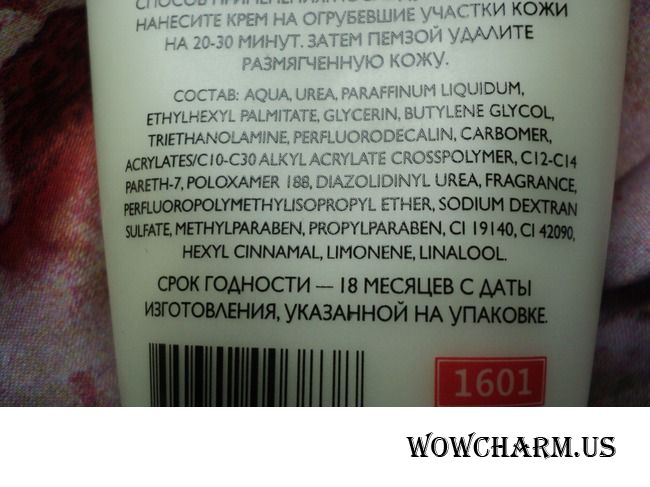 СПОСОБ ПРИМЕНЕНИЯ:
НАНЕСИТЕ КРЕМ НА ОГРУБЕВШИЕ УЧАСТКИ КОЖИ
НА 20-30 МИНУТ. ЗАТЕМ ПЕМЗОЙ УДАЛИТЕ
РАЗМЯГЧЕННУЮ КОЖУ.
СОСТАВ: AQUA, UREA, PARAFFINUM LIQUIDUM,
ETHYLHEXYL PALMITATE, GLYCERIN, BUTYLENE GLYCOL,
TRIETHANOLAMINE, PERFLUORODECALIN, CARBOMER,
ACRYLATES/C10-C30 ALKYL ACRYLATE CROSSPOLYMER, C12-C14
PARETH-7, POLOXAMER 188, DIAZOLIDINYL UREA, FRAGRANCE,
PERFLUOROPOLYMETHYLISOPROPYL ETHER, SODIUM DEXTRAN
SULFATE, METHYLPARABEN, PROPYLPARABEN, CI 19140, CI 42090,
HEXYL CINNAMAL, LIMONENE, LINALOOL.
СРОК ГОДНОСТИ — 18 МЕСЯЦЕВ С ДАТЫ
ИЗГОТОВЛЕНИЯ, УКАЗАННОЙ НА УПАКОВКЕ.
1601
WOWCHARM.US